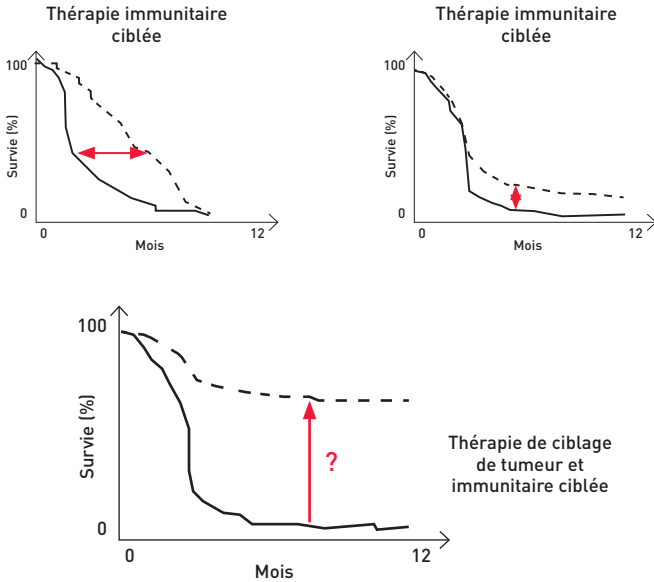 Thérapie immunitaire
ciblée
100
Survie (%)
0
0
Mois
12
Thérapie immunitaire
ciblée
100
Survie (%)
0
0
Mois
12
100
Survie (%)
0
0
Mois
12
?
Thérapie de ciblage
de tumeur et
immunitaire ciblée